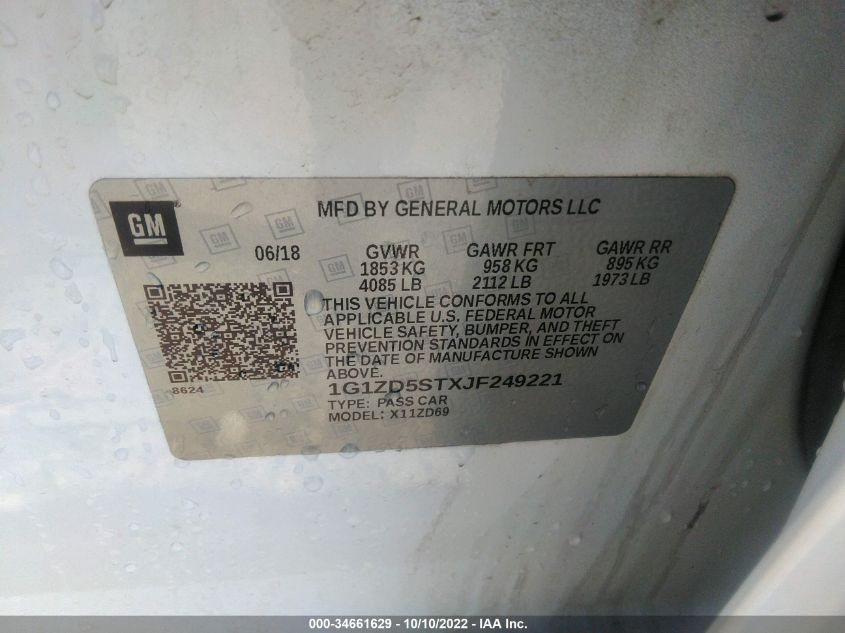 GM
MFD BY GENERAL MOTORS LLC
06/18 GVWR GAWR FRT GAWR RR
1853 KG 958 KG 895 KG
4085 LB 2112 LB 1973 LB
THIS VEHICLE CONFORMS TO ALL
APPLICABLE U.S. FEDERAL MOTOR
VEHICLE SAFETY, BUMPER, AND THEFT
PREVENTION STANDARDS IN EFFECT ON
THE DATE OF MANUFACTURE SHOWN
ABOVE.
8624
1G1ZD5STXJF249221
TYPE: PASS CAR
MODEL: X11ZD69
000-34661629 - 10/10/2022 - IAA Inc.